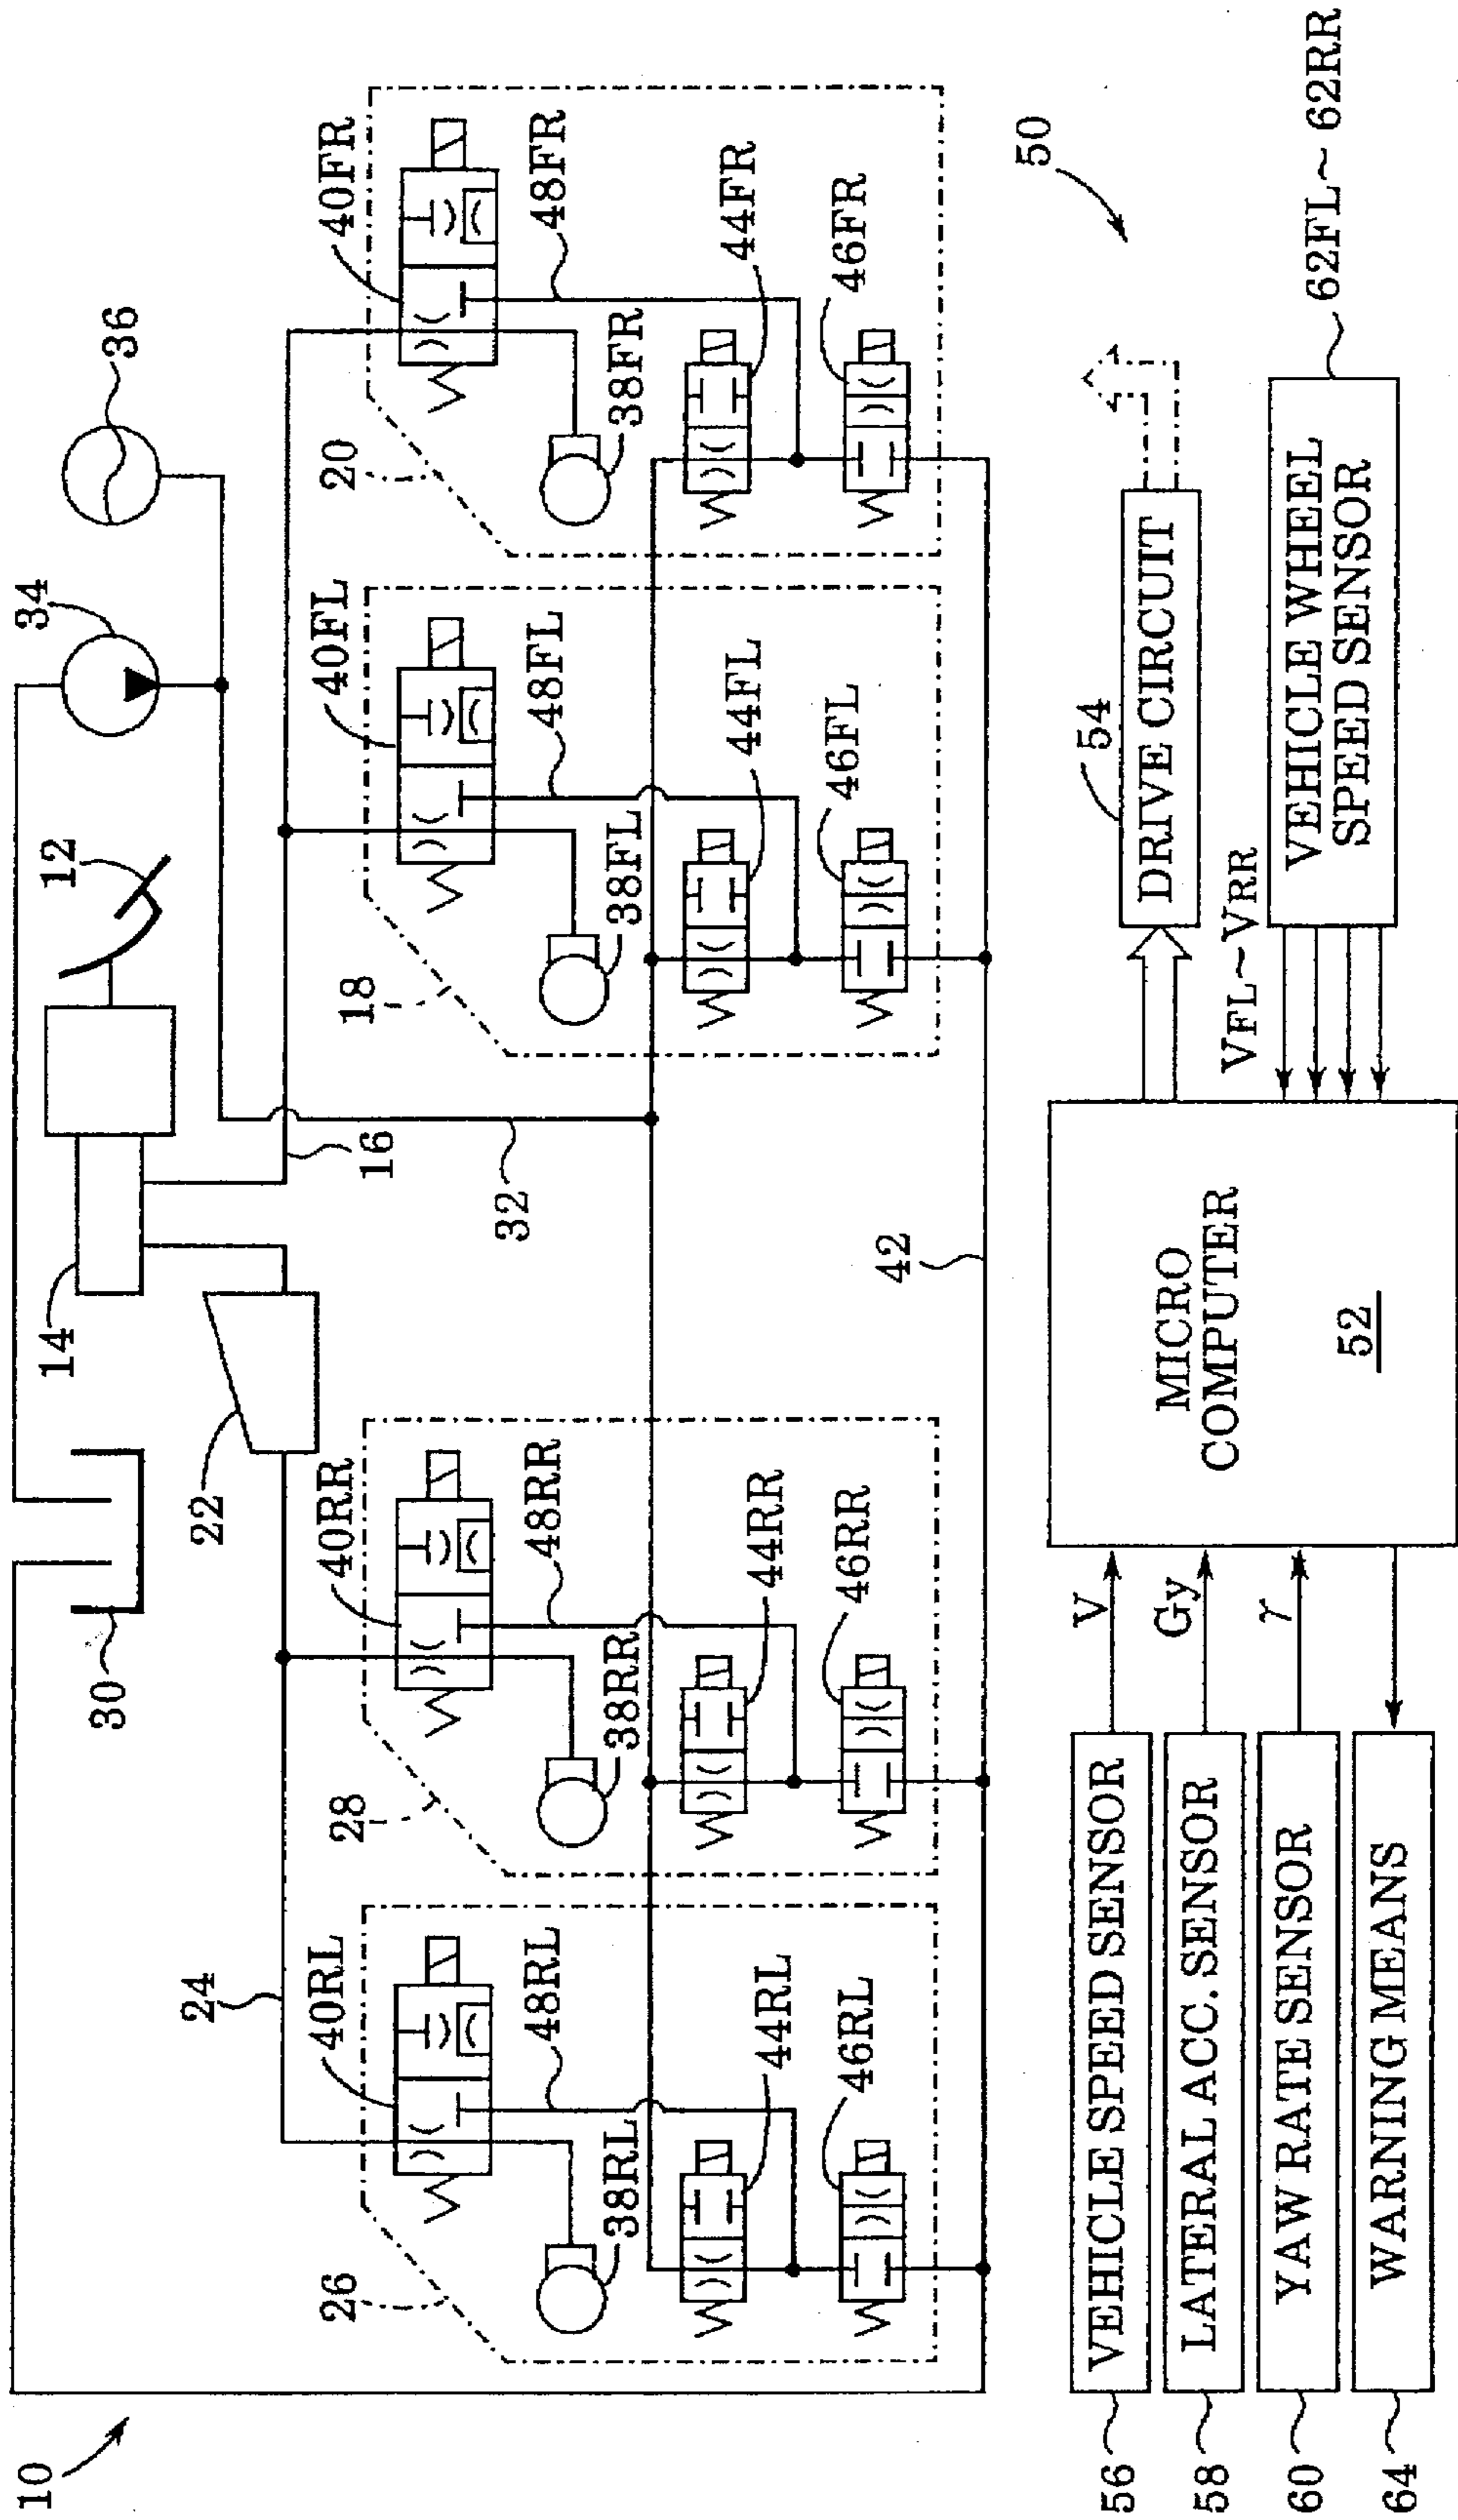 10
12
14
22
30
34
36
16
32
24
26
28
18
20
40RL
40RR
40FL
40FR
48RL
48RR
48FL
48FR
38RL
38RR
38FL
38FR
44RL
44RR
44FL
44FR
46RL
46RR
46FL
46FR
42
50
56
VEHICLE SPEED SENSOR
V
58
LATERAL ACC. SENSOR
Gy
60
YAW RATE SENSOR
γ
64
WARNING MEANS
MICRO
COMPUTER
52
54
DRIVE CIRCUIT
VFL~VRR
VEHICLE WHEEL
SPEED SENSOR
62FL~62RR